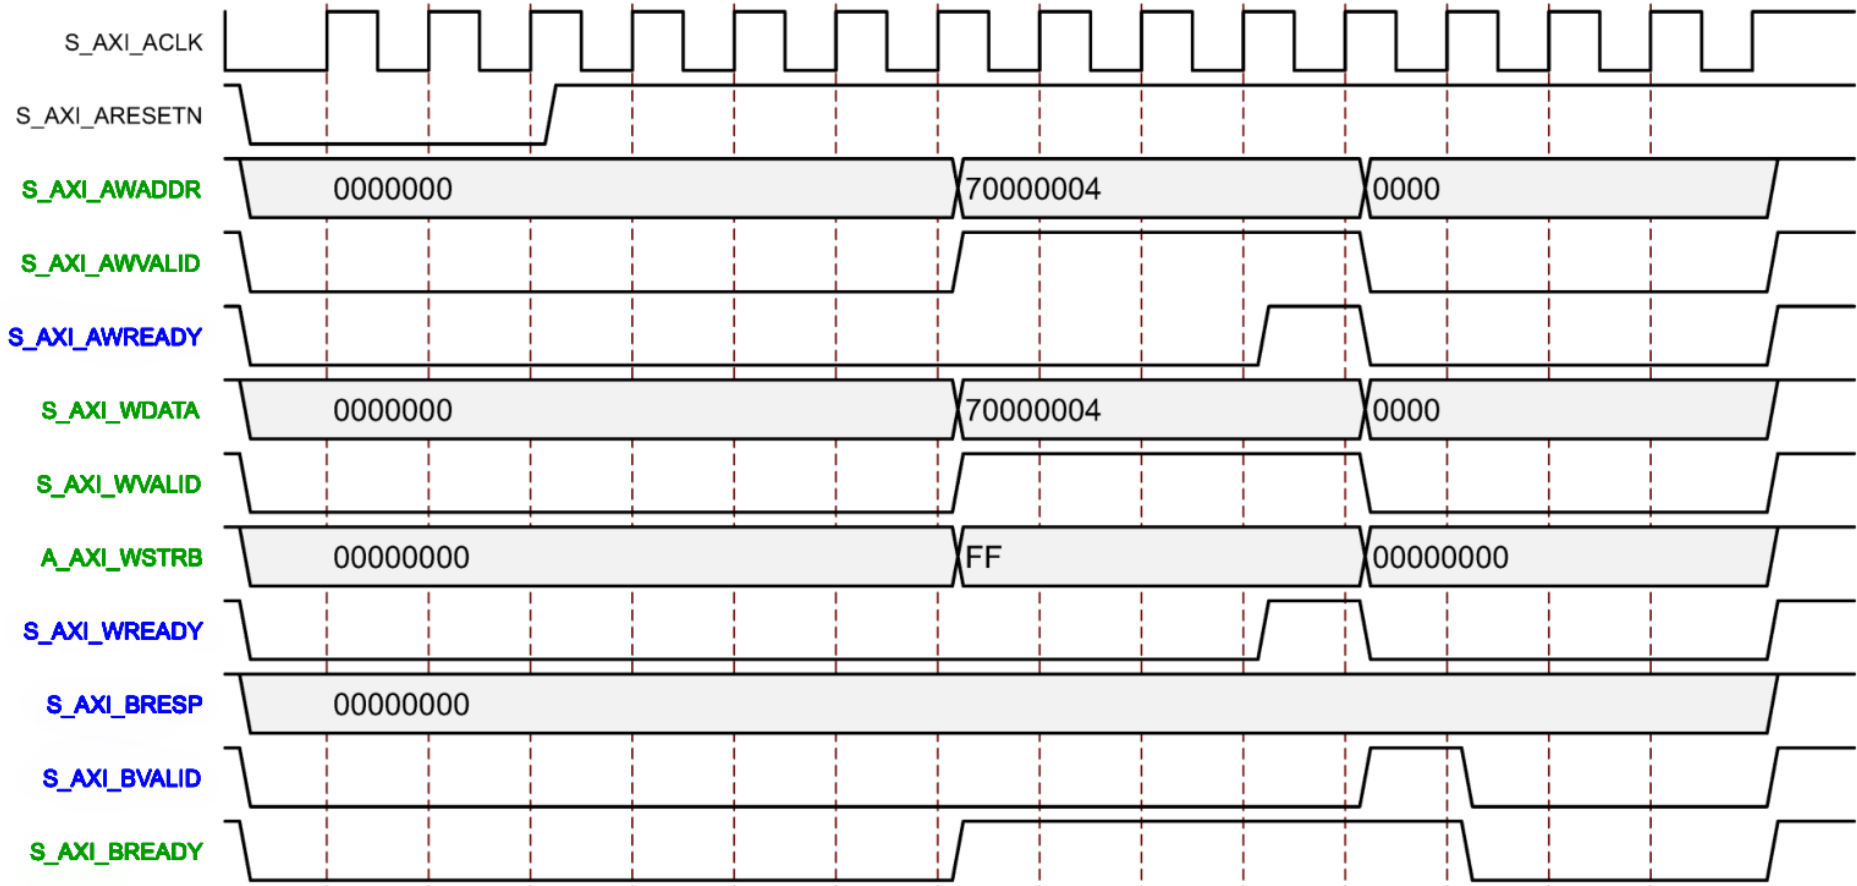 S_AXI_ACLK
S_AXI_ARESETN
S_AXI_AWADDR 0000000 70000004 0000
S_AXI_AWVALID
S_AXI_AWREADY
S_AXI_WDATA 0000000 70000004 0000
S_AXI_WVALID
A_AXI_WSTRB 00000000 FF 00000000
S_AXI_WREADY
S_AXI_BRESP 00000000
S_AXI_BVALID
S_AXI_BREADY